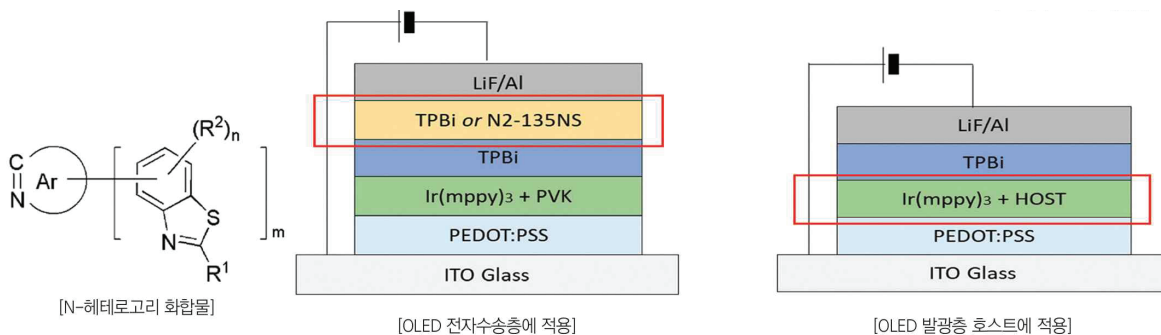 C
N
Ar
(R²)n
S
N
R¹
m
[N-헤테로고리 화합물]
LiF/Al
TPBi or N2-135NS
TPBi
Ir(mppy)₃ + PVK
PEDOT:PSS
ITO Glass
[OLED 전자수송층에 적용]
LiF/Al
TPBi
Ir(mppy)₃ + HOST
PEDOT:PSS
ITO Glass
[OLED 발광층 호스트에 적용]